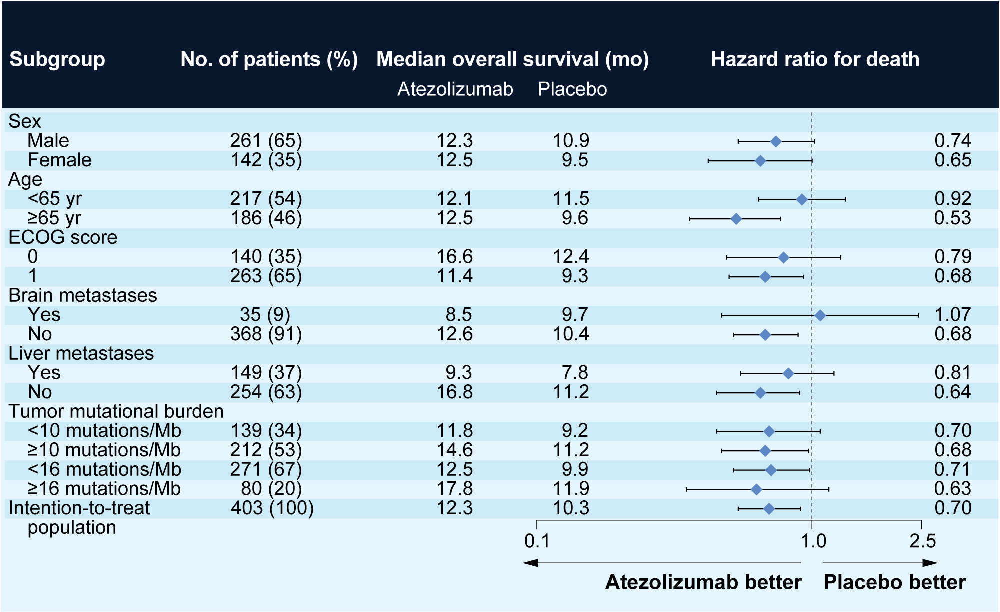 Subgroup No. of patients (%) Median overall survival (mo) Hazard ratio for death
Atezolizumab Placebo
Sex
Male 261 (65) 12.3 10.9 0.74
Female 142 (35) 12.5 9.5 0.65
Age
<65 yr 217 (54) 12.1 11.5 0.92
≥65 yr 186 (46) 12.5 9.6 0.53
ECOG score
0 140 (35) 16.6 12.4 0.79
1 263 (65) 11.4 9.3 0.68
Brain metastases
Yes 35 (9) 8.5 9.7 1.07
No 368 (91) 12.6 10.4 0.68
Liver metastases
Yes 149 (37) 9.3 7.8 0.81
No 254 (63) 16.8 11.2 0.64
Tumor mutational burden
<10 mutations/Mb 139 (34) 11.8 9.2 0.70
≥10 mutations/Mb 212 (53) 14.6 11.2 0.68
<16 mutations/Mb 271 (67) 12.5 9.9 0.71
≥16 mutations/Mb 80 (20) 17.8 11.9 0.63
Intention-to-treat 403 (100) 12.3 10.3 0.70
population
0.1 1.0 2.5
Atezolizumab better Placebo better